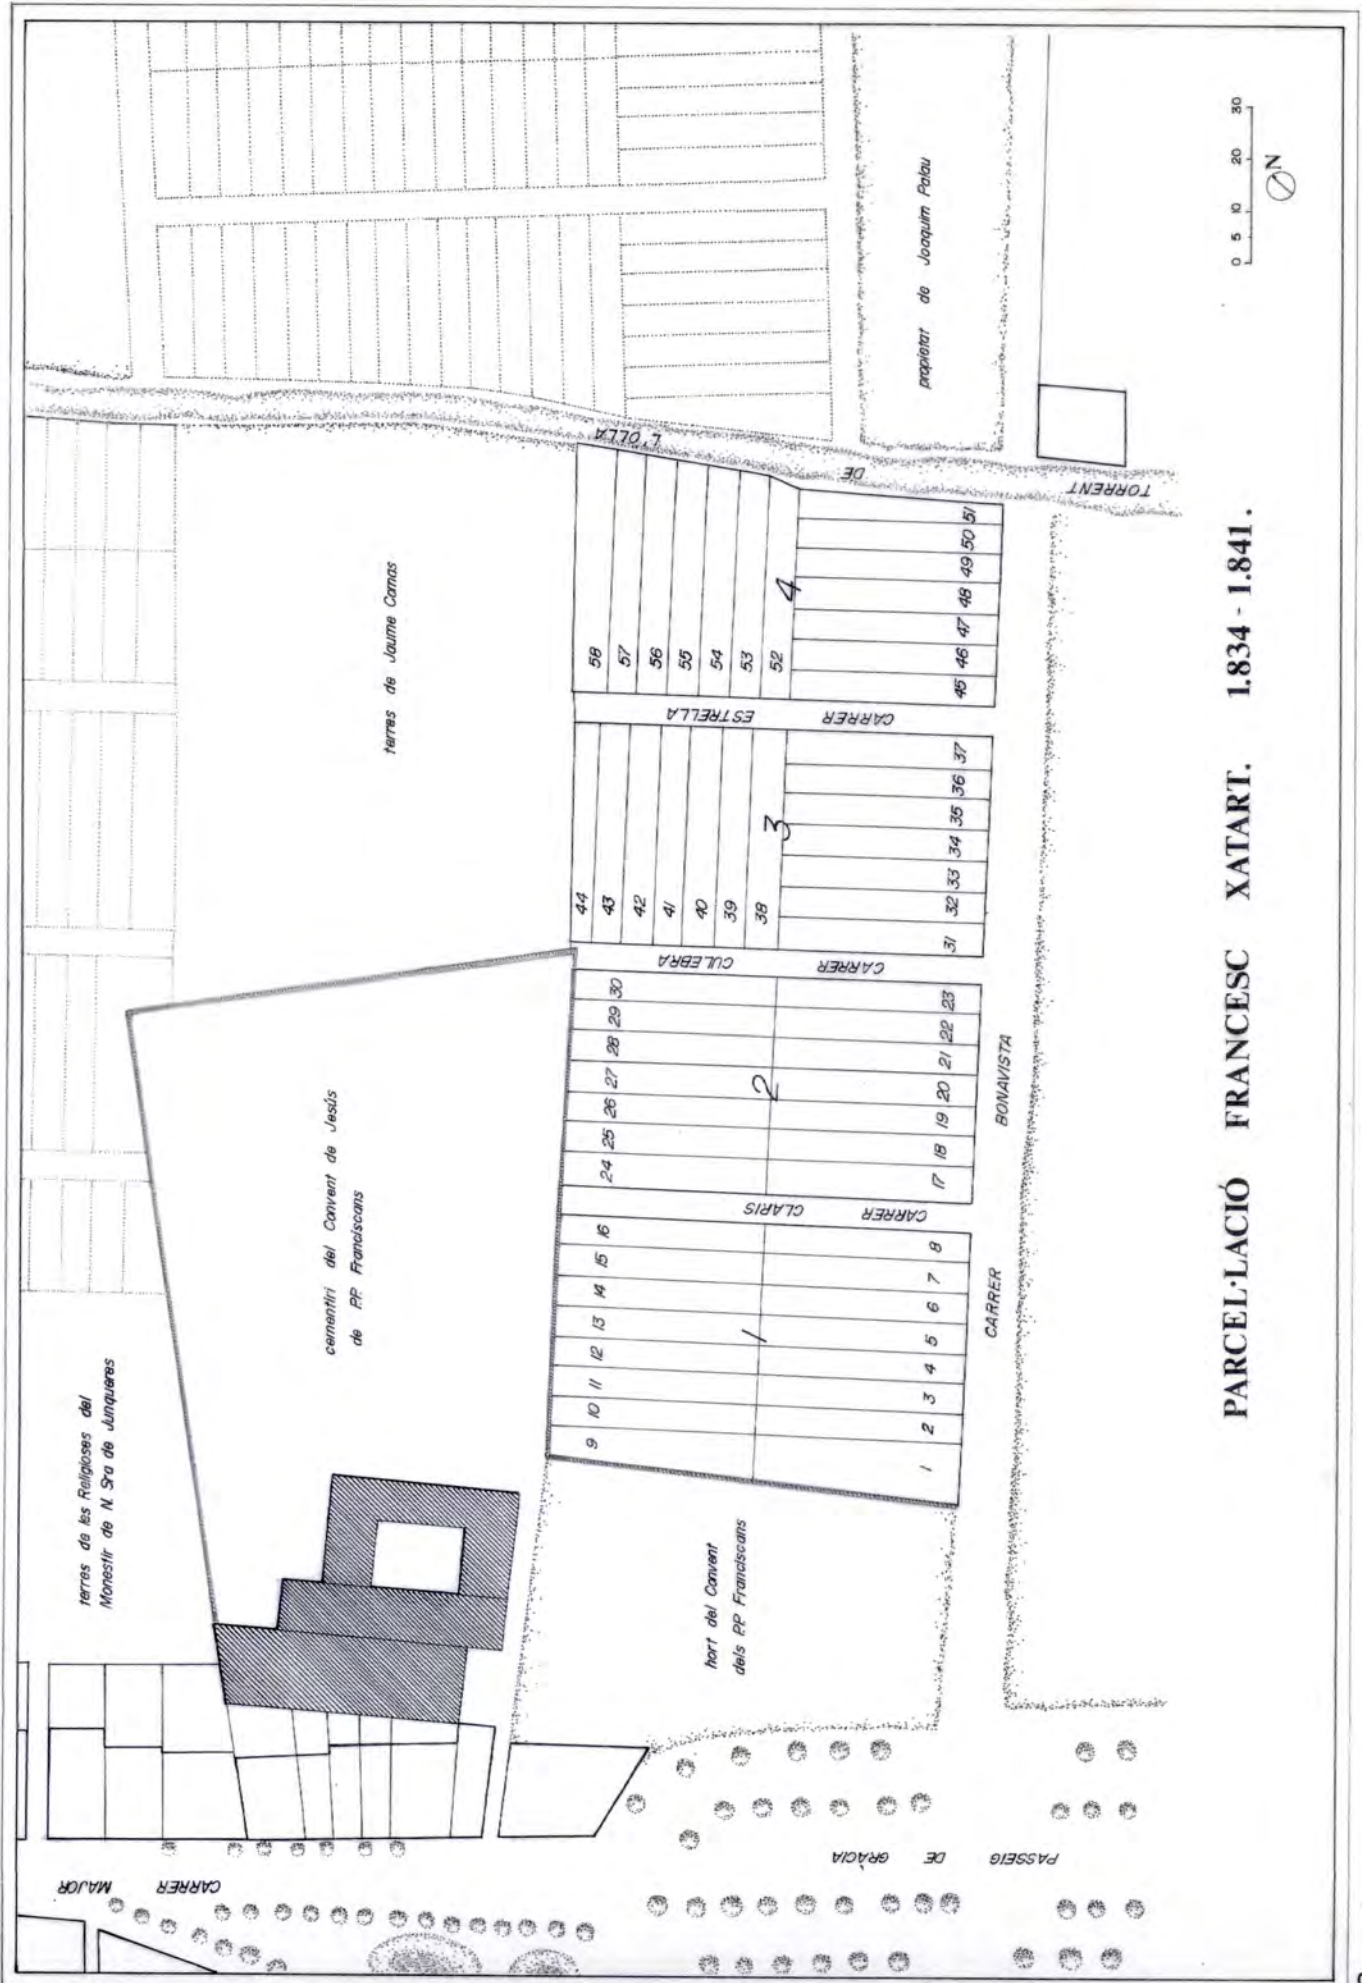 CARRER MAJOR
PASSEIG DE GRÀCIA
terres de les Religioses del
Monestir de N. Sra de Junqueres
cementiri del Convent de Jesús
de P.P. Franciscans
hort del Convent
dels P.P. Franciscans
terres de Jaume Camas
propietat de Joaquim Palau
TORRENT DE L'OLLA
CARRER ESTRELLA
CARRER CULEBRA
CARRER CLARIS
CARRER BONAVISTA
9 10 11 12 13 14 15 16
1
1 2 3 4 5 6 7 8
24 25 26 27 28 29 30
2
17 18 19 20 21 22 23
44
43
42
41
40
39
38
3
31 32 33 34 35 36 37
58
57
56
55
54
53
52
4
45 46 47 48 49 50 51
0 5 10 20 30
N
PARCEL·LACIÓ FRANCESC XATART. 1.834 - 1.841.